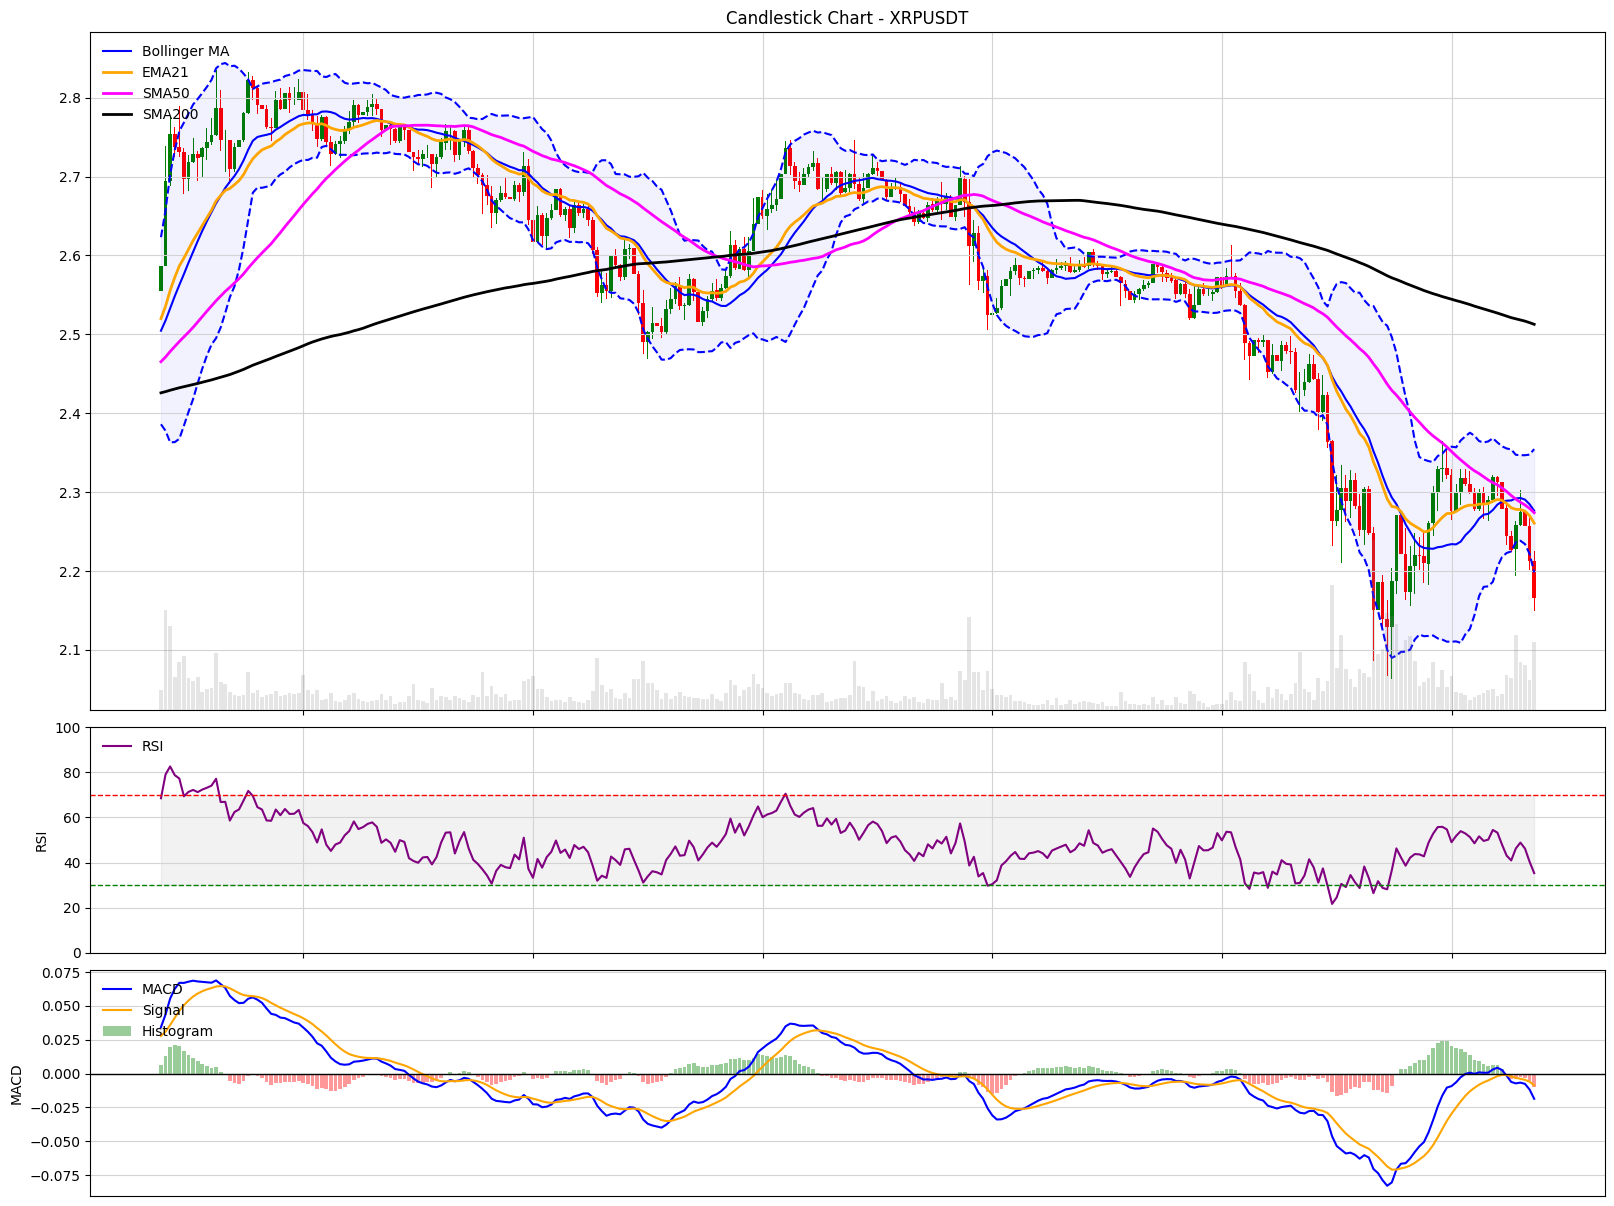 Candlestick Chart - XRPUSDT
Bollinger MA
EMA21
SMA50
SMA200
2.8
2.7
2.6
2.5
2.4
2.3
2.2
2.1
RSI
100
80
60
40
20
0
RSI
MACD
Signal
Histogram
0.075
0.050
0.025
0.000
−0.025
−0.050
−0.075
MACD